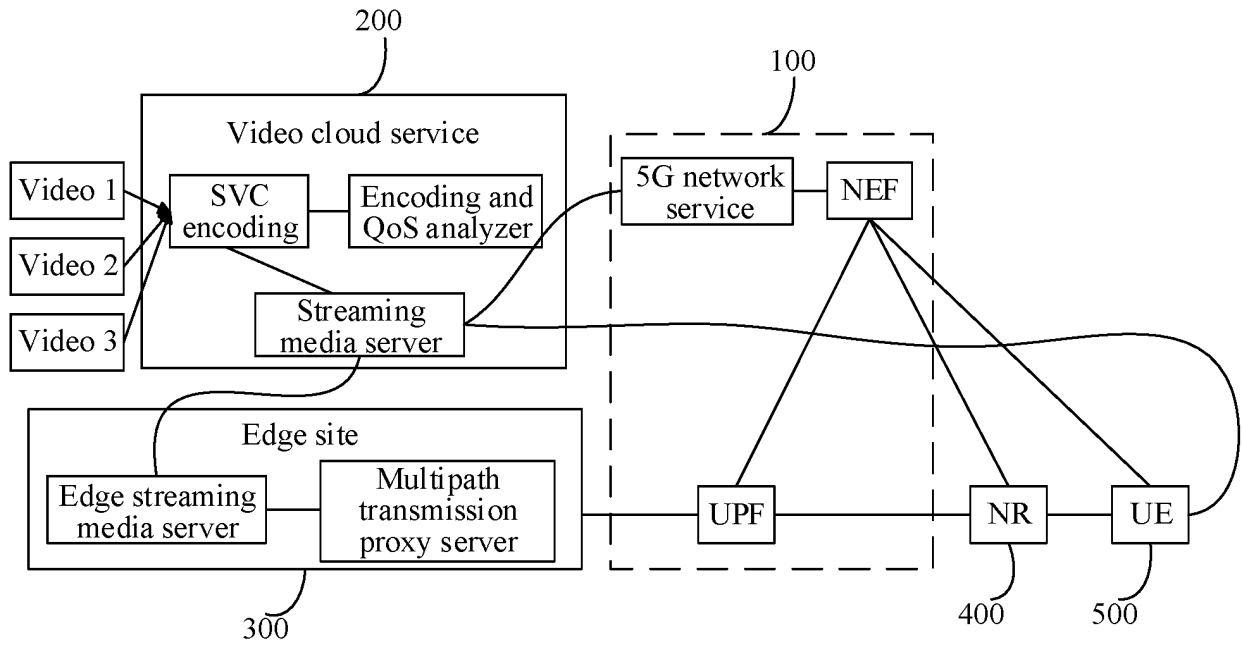 200
100
Video cloud service
Video 1
Video 2
Video 3
SVC
encoding
Encoding and
QoS analyzer
Streaming
media server
5G network
service
NEF
Edge site
Edge streaming
media server
Multipath
transmission
proxy server
UPF
NR
UE
300
400
500